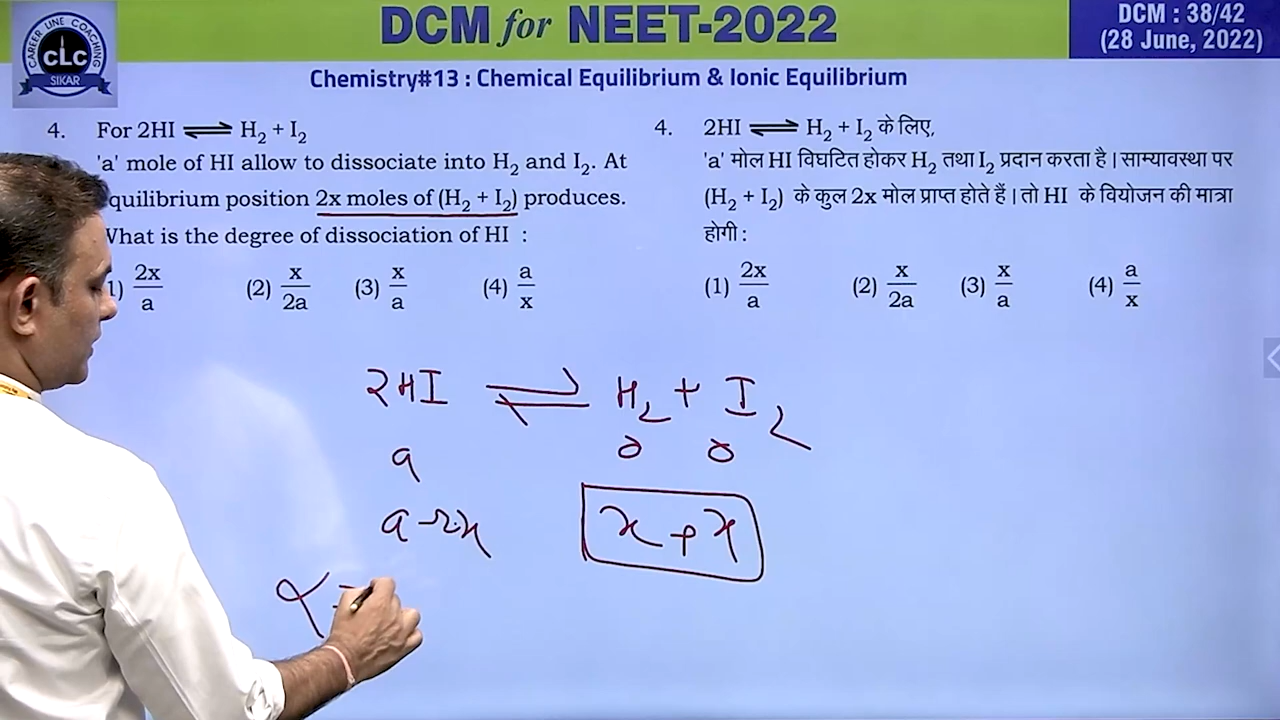 CAREER LINE COACHING
CLC
SIKAR
DCM for NEET-2022
DCM : 38/42
(28 June, 2022)
Chemistry#13 : Chemical Equilibrium & Ionic Equilibrium
4. For 2HI ⇌ H₂ + I₂
'a' mole of HI allow to dissociate into H₂ and I₂. At
quilibrium position 2x moles of (H₂ + I₂) produces.
What is the degree of dissociation of HI :
1) 2x/a (2) x/2a (3) x/a (4) a/x
4. 2HI ⇌ H₂ + I₂ के लिए,
'a' मोल HI विघटित होकर H₂ तथा I₂ प्रदान करता है। साम्यावस्था पर
(H₂ + I₂) के कुल 2x मोल प्राप्त होते हैं। तो HI के वियोजन की मात्रा
होगी :
(1) 2x/a (2) x/2a (3) x/a (4) a/x
2HI ⇌ H₂ + I₂
a 0 0
a-2x x+x
α =